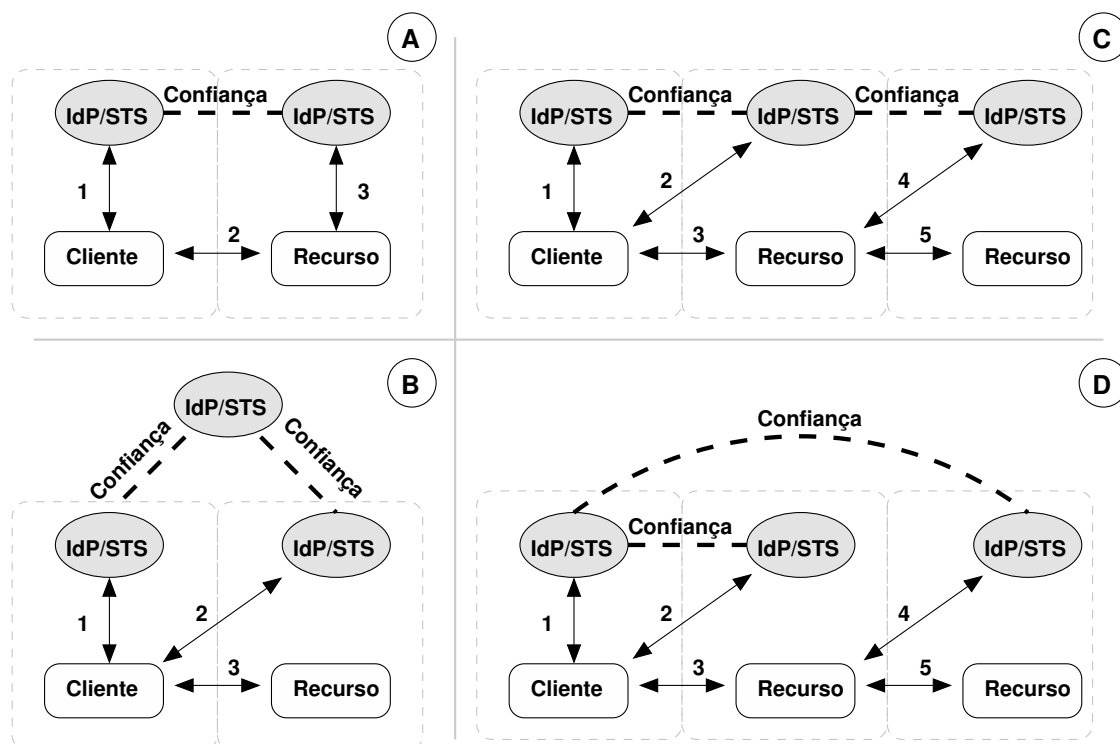 A
IdP/STS
Confiança
IdP/STS
1
3
2
Cliente
Recurso
C
IdP/STS
Confiança
IdP/STS
Confiança
IdP/STS
1
2
4
3
5
Cliente
Recurso
Recurso
B
IdP/STS
Confiança
Confiança
IdP/STS
IdP/STS
1
2
3
Cliente
Recurso
D
Confiança
IdP/STS
Confiança
IdP/STS
IdP/STS
1
2
4
3
5
Cliente
Recurso
Recurso